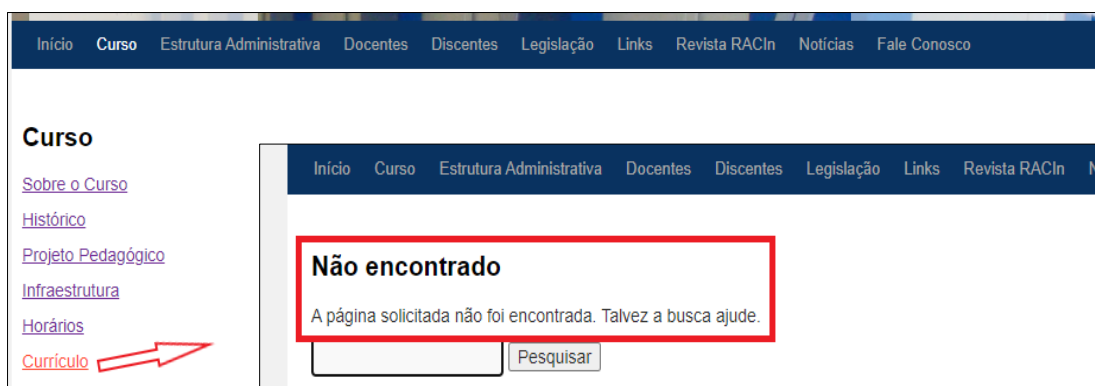 Início Curso Estrutura Administrativa Docentes Discentes Legislação Links Revista RACIn Notícias Fale Conosco
Curso
Sobre o Curso
Histórico
Projeto Pedagógico
Infraestrutura
Horários
Currículo
Início Curso Estrutura Administrativa Docentes Discentes Legislação Links Revista RACIn N
Não encontrado
A página solicitada não foi encontrada. Talvez a busca ajude.
Pesquisar